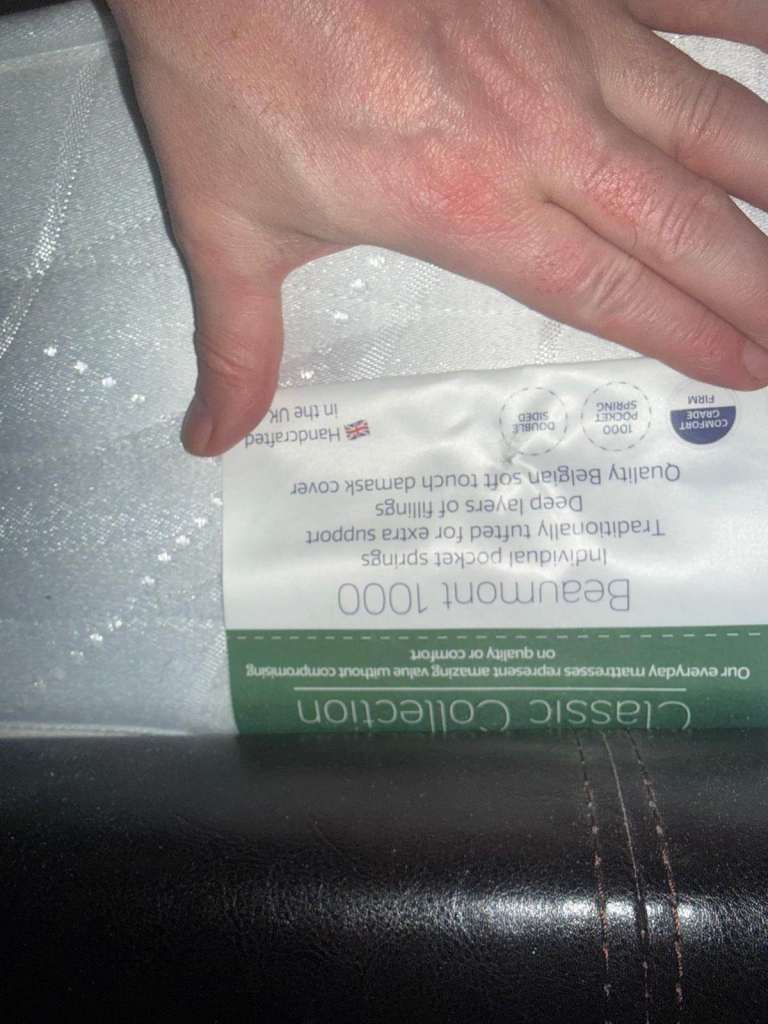 Classic Collection
Our everyday mattresses represent amazing value without compromising
on quality or comfort
Beaumont 1000
Individual pocket springs
Traditionally tufted for extra support
Deep layers of fillings
Quality Belgian soft touch damask cover
COMFORT
GRADE
FIRM
1000
POCKET
SPRING
DOUBLE
SIDED
Handcrafted
in the UK